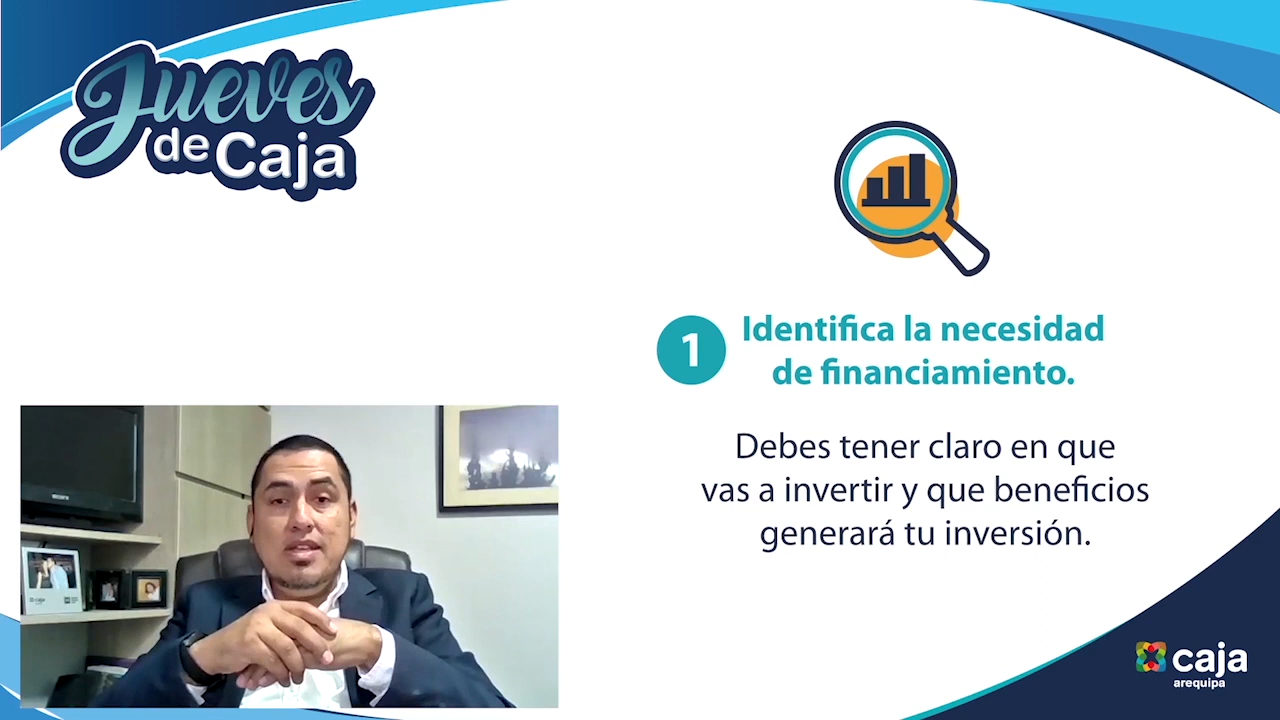 Jueves
de Caja
1
Identifica la necesidad
de financiamiento.
Debes tener claro en que
vas a invertir y que beneficios
generará tu inversión.
SONY
caja
arequipa